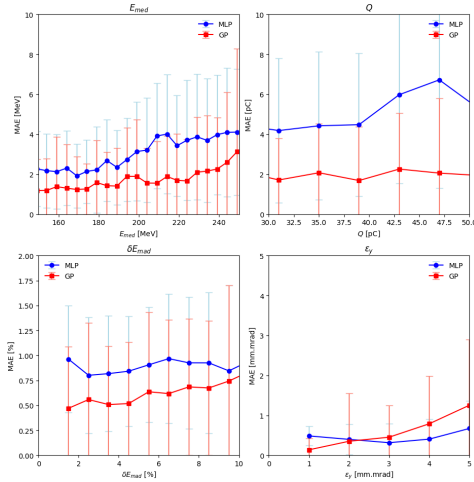 E_med
MLP
GP
MAE [MeV]
10
8
6
4
2
0
160
180
200
220
240
E_med [MeV]
Q
MLP
GP
MAE [pC]
10
8
6
4
2
0
30.0
32.5
35.0
37.5
40.0
42.5
45.0
47.5
50.0
Q [pC]
δE_mad
MLP
GP
MAE [%]
2.00
1.75
1.50
1.25
1.00
0.75
0.50
0.25
0.00
0
2
4
6
8
10
δE_mad [%]
ε_y
MLP
GP
MAE [mm.mrad]
5
4
3
2
1
0
0
1
2
3
4
5
ε_y [mm.mrad]